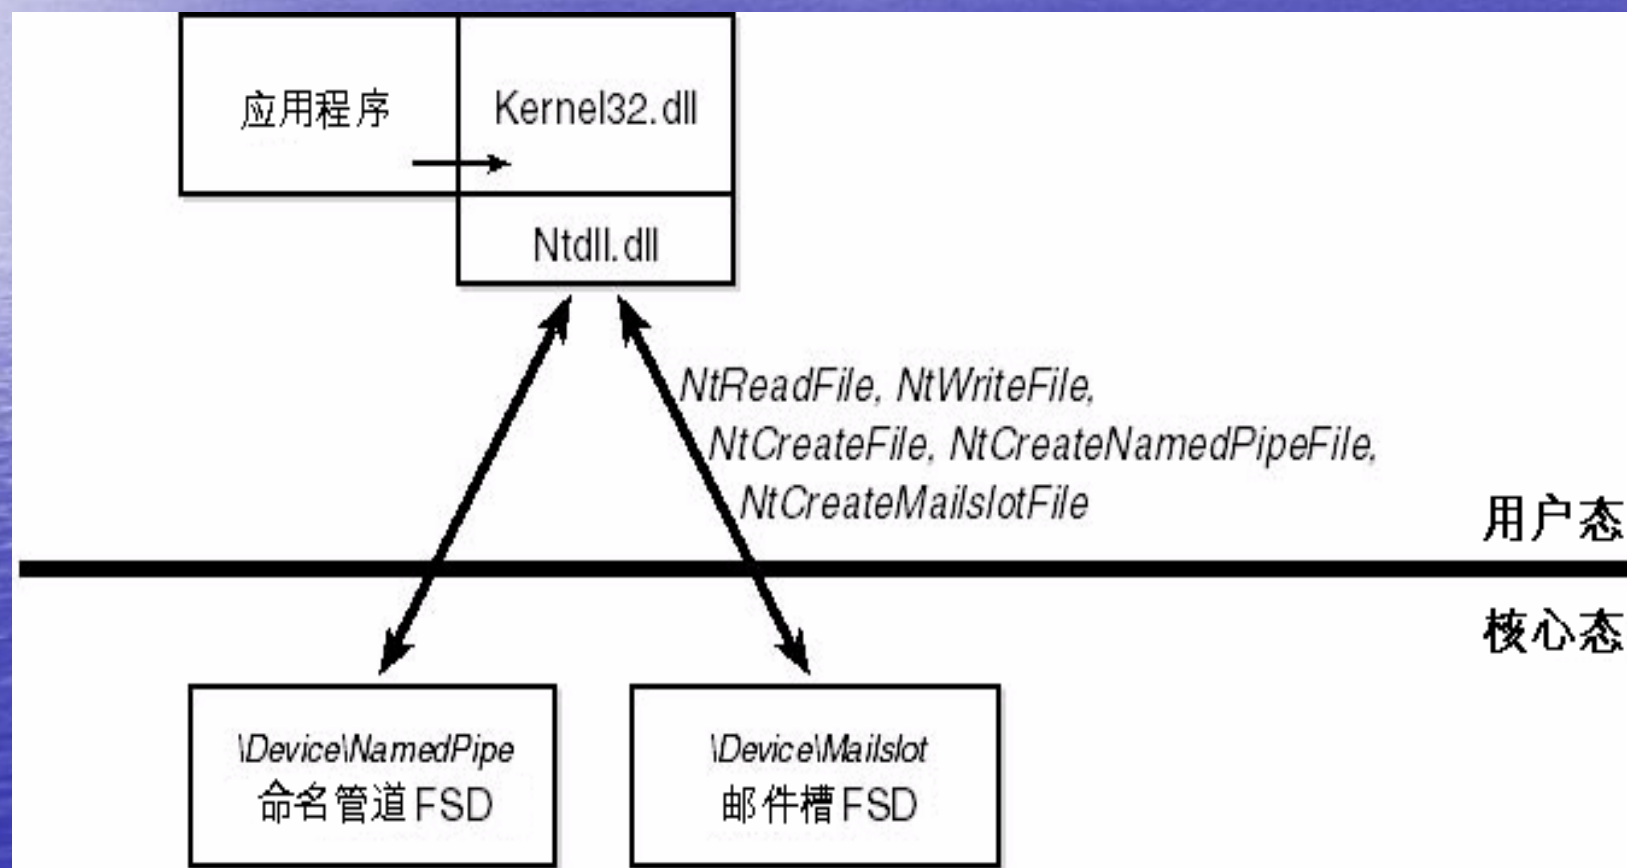 应用程序
Kernel32.dll
Ntdll.dll
NtReadFile, NtWriteFile,
NtCreateFile, NtCreateNamedPipeFile,
NtCreateMailslotFile
用户态
核心态
\Device\NamedPipe
命名管道FSD
\Device\Mailslot
邮件槽FSD